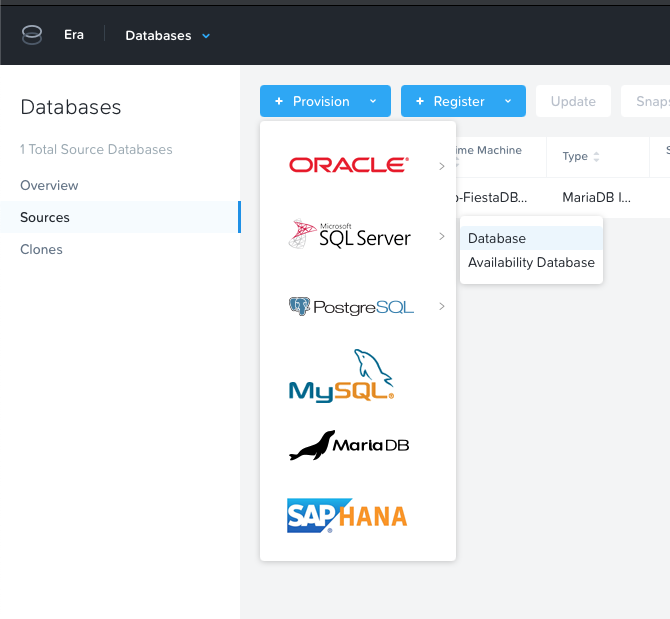 Era
Databases
Databases
1 Total Source Databases
Overview
Sources
Clones
+ Provision
+ Register
Update
Snaps
ime Machine
Type
S
o-FiestaDB...
MariaDB I...
ORACLE®
Microsoft
SQL Server
Database
Availability Database
PostgreSQL
MySQL®
MariaDB
SAP HANA